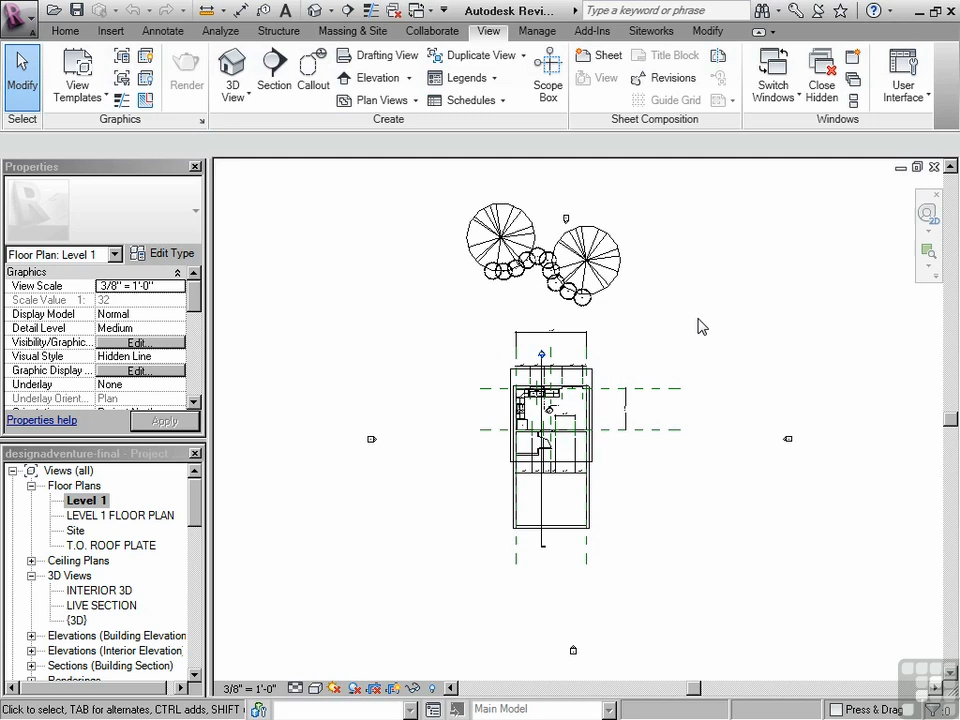 Autodesk Revi...
Type a keyword or phrase
Home Insert Annotate Analyze Structure Massing & Site Collaborate View Manage Add-Ins Siteworks Modify
Modify
View Templates
Render
3D View
Section
Callout
Drafting View
Elevation
Plan Views
Duplicate View
Legends
Schedules
Scope Box
Sheet
View
Title Block
Revisions
Guide Grid
Switch Windows
Close Hidden
User Interface
Select Graphics Create Sheet Composition Windows
Properties
Floor Plan: Level 1 Edit Type
Graphics
View Scale 3/8" = 1'-0"
Scale Value 1: 32
Display Model Normal
Detail Level Medium
Visibility/Graphic... Edit...
Visual Style Hidden Line
Graphic Display ... Edit...
Underlay None
Underlay Orient... Plan
Properties help Apply
designadventure-final - Project
Views (all)
Floor Plans
Level 1
LEVEL 1 FLOOR PLAN
Site
T.O. ROOF PLATE
Ceiling Plans
3D Views
INTERIOR 3D
LIVE SECTION
{3D}
Elevations (Building Elevation
Elevations (Interior Elevation)
Sections (Building Section)
2D
3/8" = 1'-0"
Click to select, TAB for alternates, CTRL adds, SHIFT
Main Model
Press & Drag
:0